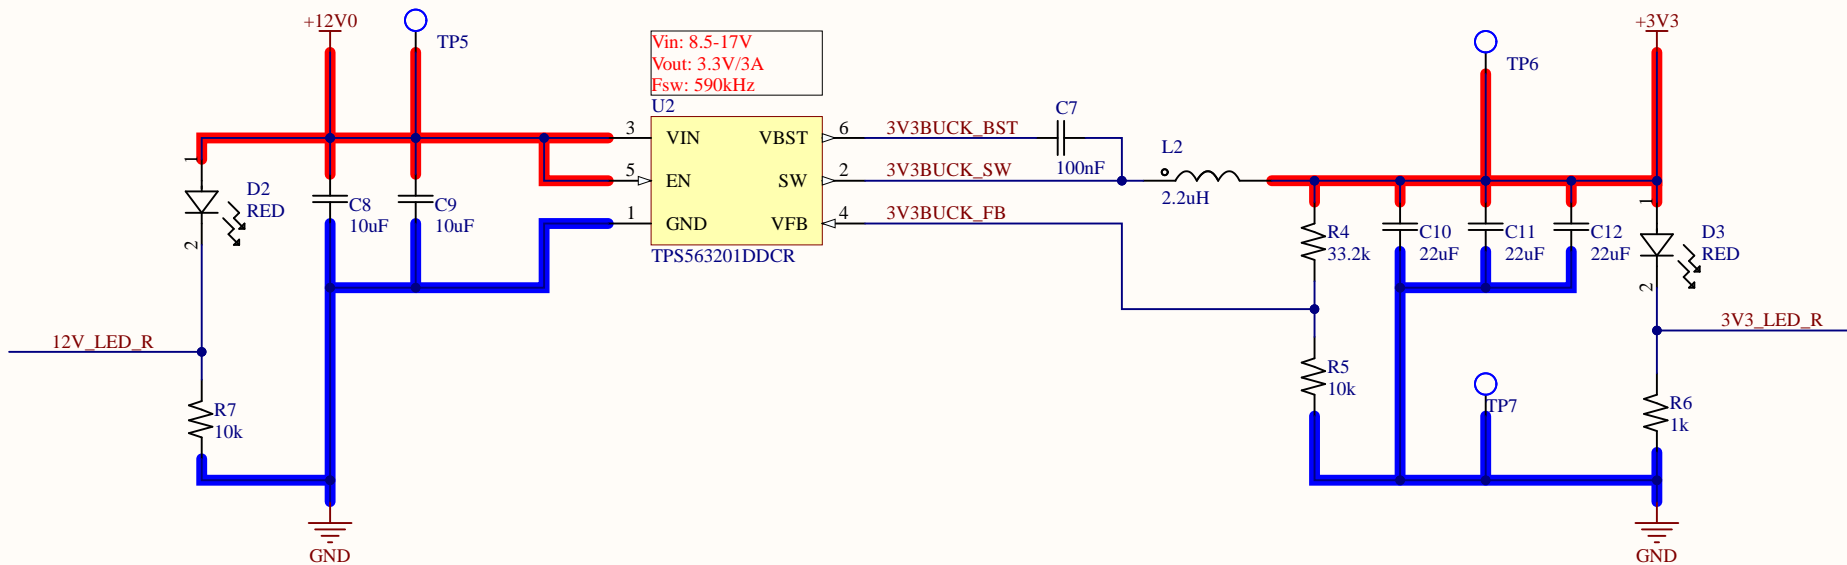 +12V0
TP5
Vin: 8.5-17V
Vout: 3.3V/3A
Fsw: 590kHz
U2
3 VIN VBST 6
5 EN SW 2
1 GND VFB 4
TPS563201DDCR
3V3BUCK_BST
3V3BUCK_SW
3V3BUCK_FB
C7
100nF
L2
2.2uH
TP6
+3V3
1
D2
RED
2
C8
10uF
C9
10uF
12V_LED_R
R7
10k
GND
R4
33.2k
C10
22uF
C11
22uF
C12
22uF
1
D3
RED
2
3V3_LED_R
R5
10k
TP7
R6
1k
GND